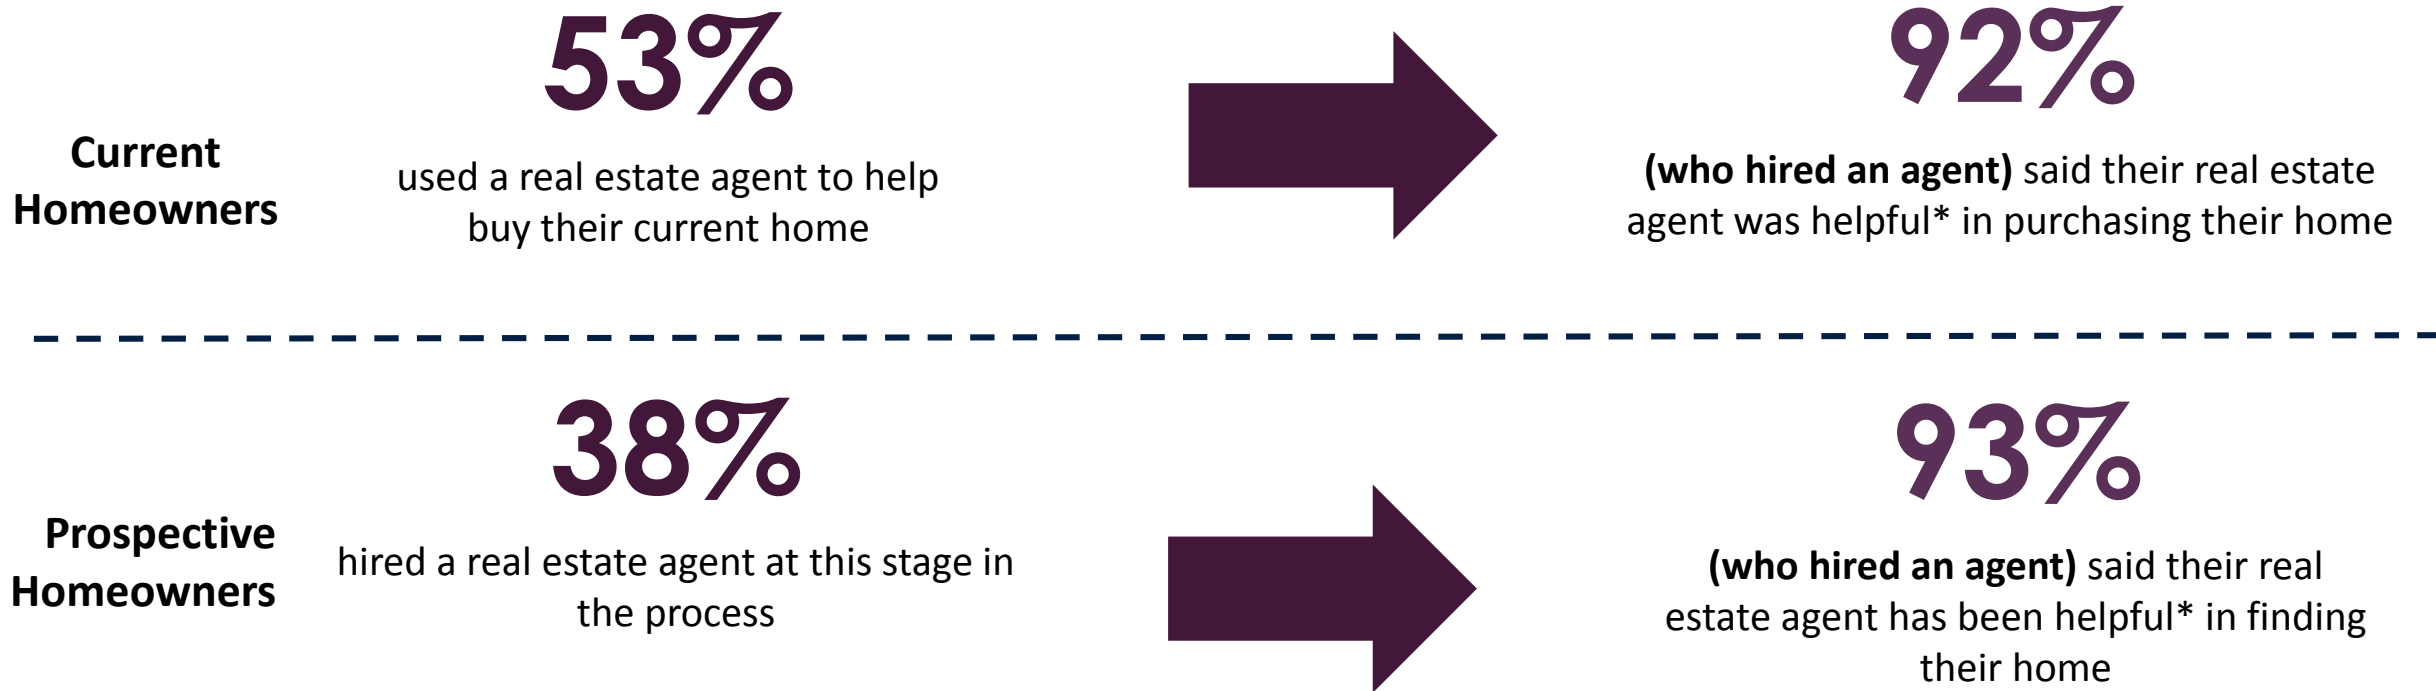 Current
Homeowners
53%
used a real estate agent to help
buy their current home
92%
(who hired an agent) said their real estate
agent was helpful* in purchasing their home
Prospective
Homeowners
38%
hired a real estate agent at this stage in
the process
93%
(who hired an agent) said their real
estate agent has been helpful* in finding
their home